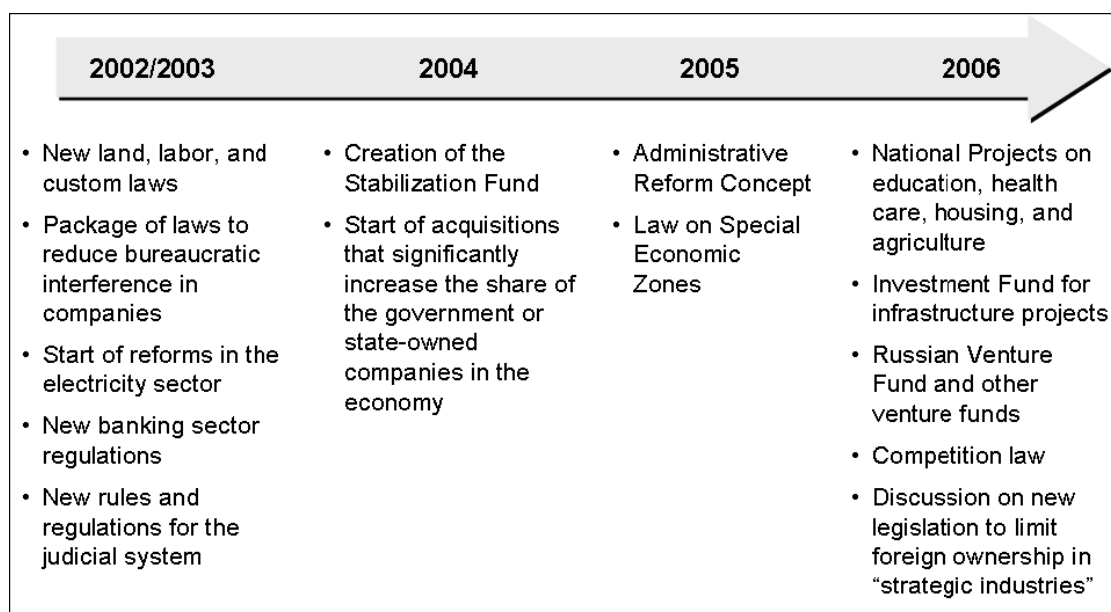 2002/2003
2004
2005
2006
• New land, labor, and
custom laws
• Package of laws to
reduce bureaucratic
interference in
companies
• Start of reforms in the
electricity sector
• New banking sector
regulations
• New rules and
regulations for the
judicial system
• Creation of the
Stabilization Fund
• Start of acquisitions
that significantly
increase the share of
the government or
state-owned
companies in the
economy
• Administrative
Reform Concept
• Law on Special
Economic
Zones
• National Projects on
education, health
care, housing, and
agriculture
• Investment Fund for
infrastructure projects
• Russian Venture
Fund and other
venture funds
• Competition law
• Discussion on new
legislation to limit
foreign ownership in
“strategic industries”